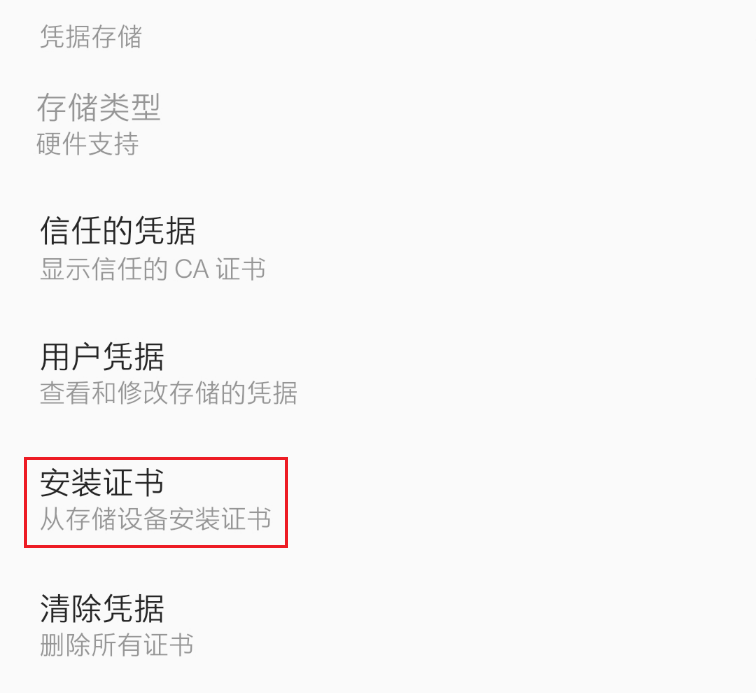 凭据存储
存储类型
硬件支持
信任的凭据
显示信任的 CA 证书
用户凭据
查看和修改存储的凭据
安装证书
从存储设备安装证书
清除凭据
删除所有证书